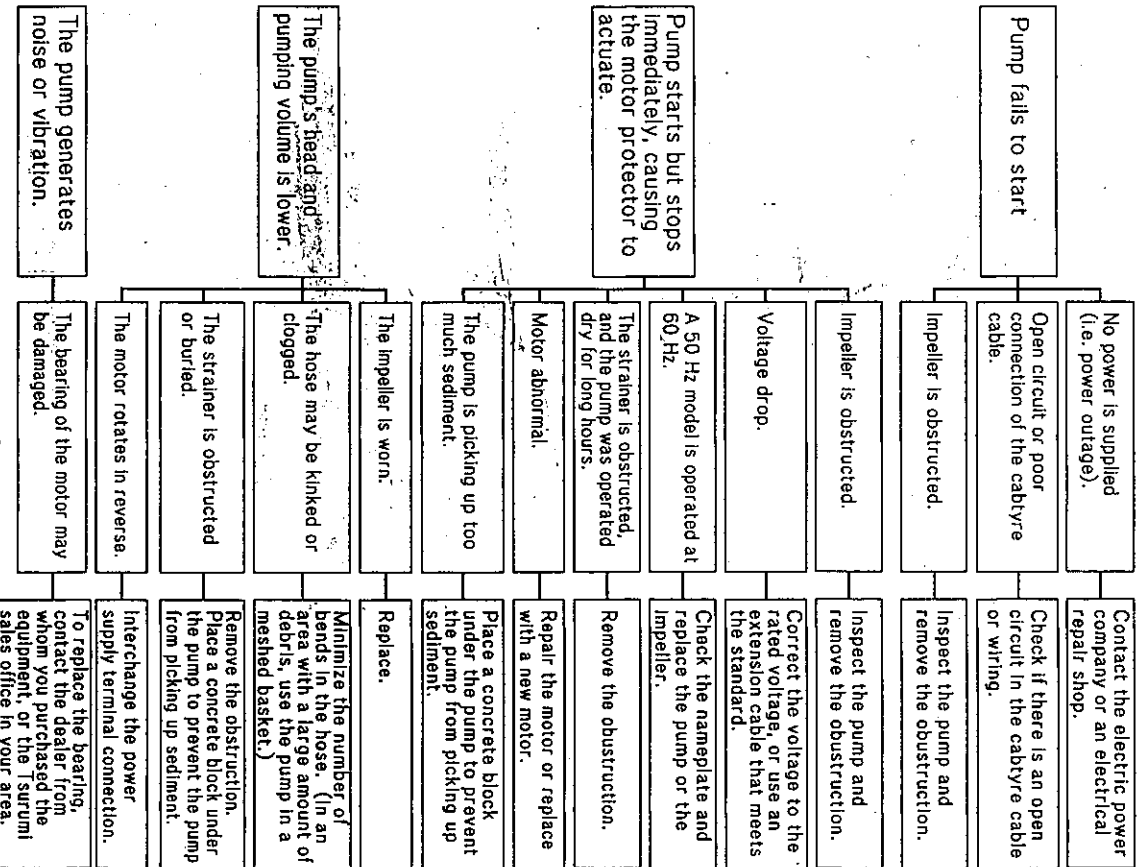 Pump fails to start
No power is supplied
(i.e. power outage).
Contact the electric power
company or an electrical
repair shop.
Open circuit or poor
connection of the cabtyre
cable.
Check if there is an open
circuit in the cabtyre cable
or wiring.
Impeller is obstructed.
Inspect the pump and
remove the obstruction.
Pump starts but stops
immediately, causing
the motor protector to
actuate.
Impeller is obstructed.
Inspect the pump and
remove the obustruction.
Voltage drop.
Correct the voltage to the
rated voltage, or use an
extension cable that meets
the standard.
A 50 Hz model is operated at
60 Hz.
Check the nameplate and
replace the pump or the
impeller.
The strainer is obstructed,
and the pump was operated
dry for long hours.
Remove the obustruction.
Motor abnormal.
Repair the motor or replace
with a new motor.
The pump is picking up too
much sediment.
Place a concrete block
under the pump to prevent
the pump from picking up
sediment.
The pump's head and
pumping volume is lower.
The impeller is worn.
Replace.
The hose may be kinked or
clogged.
Minimize the number of
bends in the hose. (In an
area with a large amount of
debris, use the pump in a
meshed basket.)
The strainer is obstructed
or buried.
Remove the obstruction.
Place a concrete block under
the pump to prevent the pump
from picking up sediment.
The motor rotates in reverse.
Interchange the power
supply terminal connection.
The pump generates
noise or vibration.
The bearing of the motor may
be damaged.
To replace the bearing,
contact the dealer from
whom you purchased the
equipment, or the Tsurumi
sales office in your area.